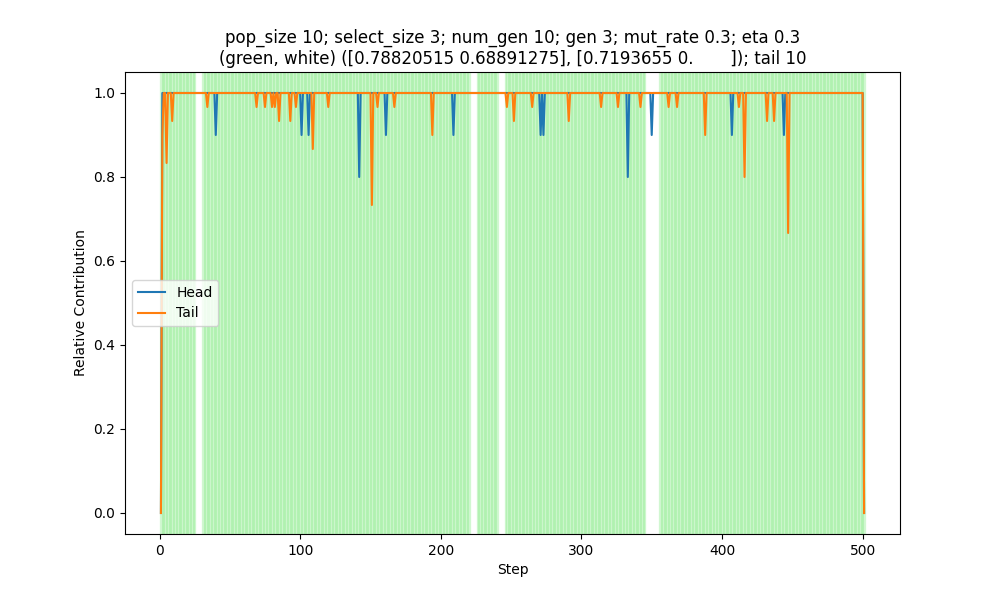 pop_size 10; select_size 3; num_gen 10; gen 3; mut_rate 0.3; eta 0.3
(green, white) ([0.78820515 0.68891275], [0.7193655 0.        ]); tail 10
1.0
0.8
0.6
0.4
0.2
0.0
Relative Contribution
Head
Tail
0
100
200
300
400
500
Step